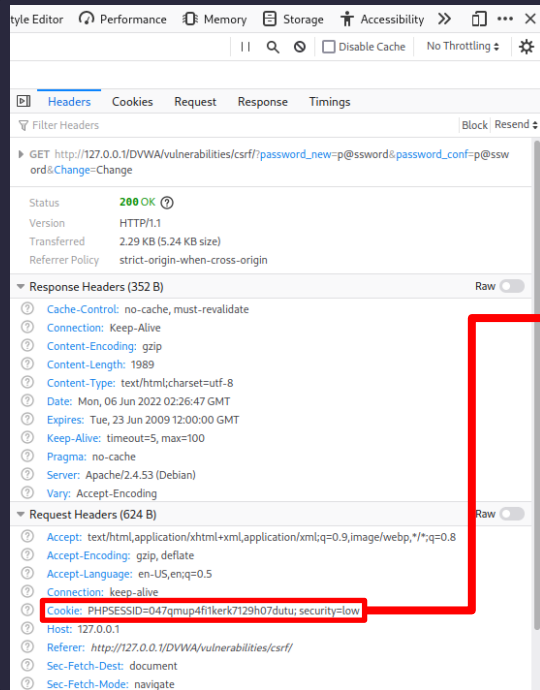 tyle Editor Performance Memory Storage Accessibility
Disable Cache No Throttling
Headers Cookies Request Response Timings
Filter Headers Block Resend
GET http://127.0.0.1/DVWA/vulnerabilities/csrf/?password_new=p@ssword&password_conf=p@ssw
ord&Change=Change
Status 200 OK
Version HTTP/1.1
Transferred 2.29 KB (5.24 KB size)
Referrer Policy strict-origin-when-cross-origin
Response Headers (352 B) Raw
Cache-Control: no-cache, must-revalidate
Connection: Keep-Alive
Content-Encoding: gzip
Content-Length: 1989
Content-Type: text/html;charset=utf-8
Date: Mon, 06 Jun 2022 02:26:47 GMT
Expires: Tue, 23 Jun 2009 12:00:00 GMT
Keep-Alive: timeout=5, max=100
Pragma: no-cache
Server: Apache/2.4.53 (Debian)
Vary: Accept-Encoding
Request Headers (624 B) Raw
Accept: text/html,application/xhtml+xml,application/xml;q=0.9,image/webp,*/*;q=0.8
Accept-Encoding: gzip, deflate
Accept-Language: en-US,en;q=0.5
Connection: keep-alive
Cookie: PHPSESSID=047qmup4fi1kerk7129h07dutu; security=low
Host: 127.0.0.1
Referer: http://127.0.0.1/DVWA/vulnerabilities/csrf/
Sec-Fetch-Dest: document
Sec-Fetch-Mode: navigate